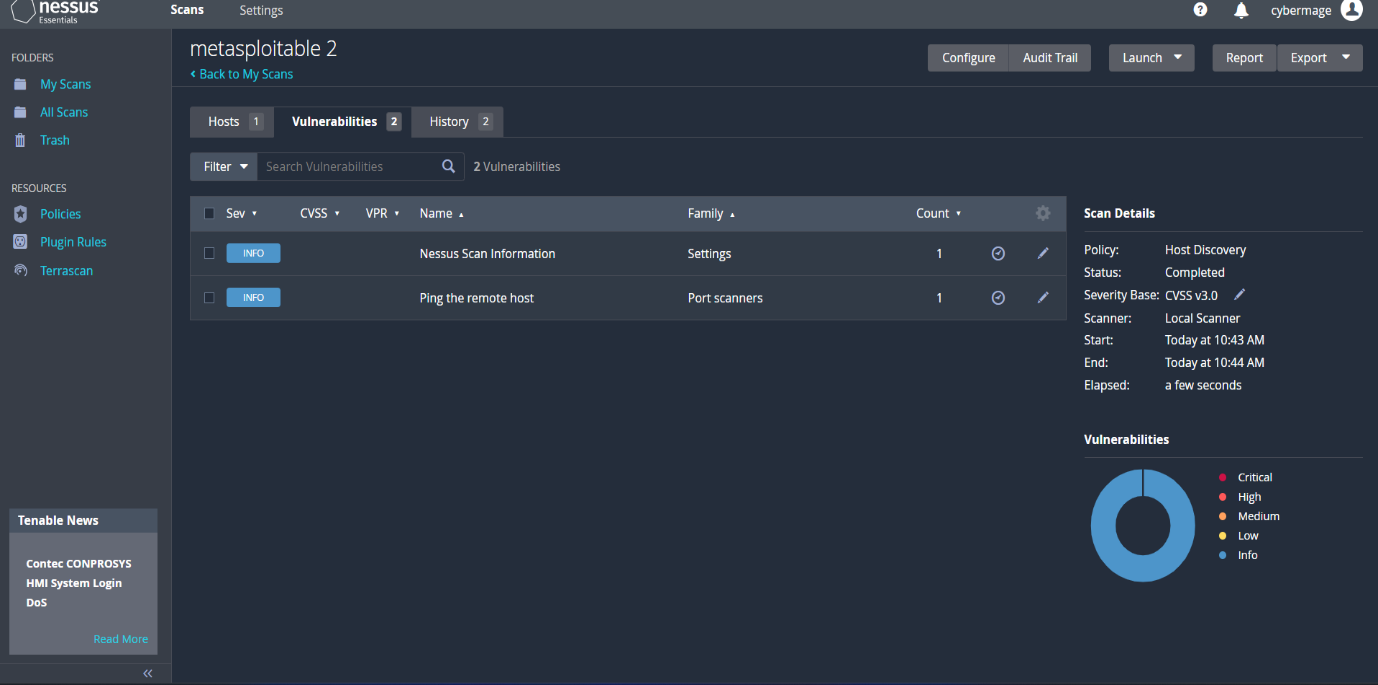 nessus Essentials
Scans Settings cybermage
FOLDERS
My Scans
All Scans
Trash
RESOURCES
Policies
Plugin Rules
Terrascan
Tenable News
Contec CONPROSYS
HMI System Login
DoS
Read More
metasploitable 2
Back to My Scans
Configure Audit Trail Launch Report Export
Hosts 1 Vulnerabilities 2 History 2
Filter Search Vulnerabilities 2 Vulnerabilities
Sev CVSS VPR Name Family Count
INFO Nessus Scan Information Settings 1
INFO Ping the remote host Port scanners 1
Scan Details
Policy: Host Discovery
Status: Completed
Severity Base: CVSS v3.0
Scanner: Local Scanner
Start: Today at 10:43 AM
End: Today at 10:44 AM
Elapsed: a few seconds
Vulnerabilities
Critical
High
Medium
Low
Info